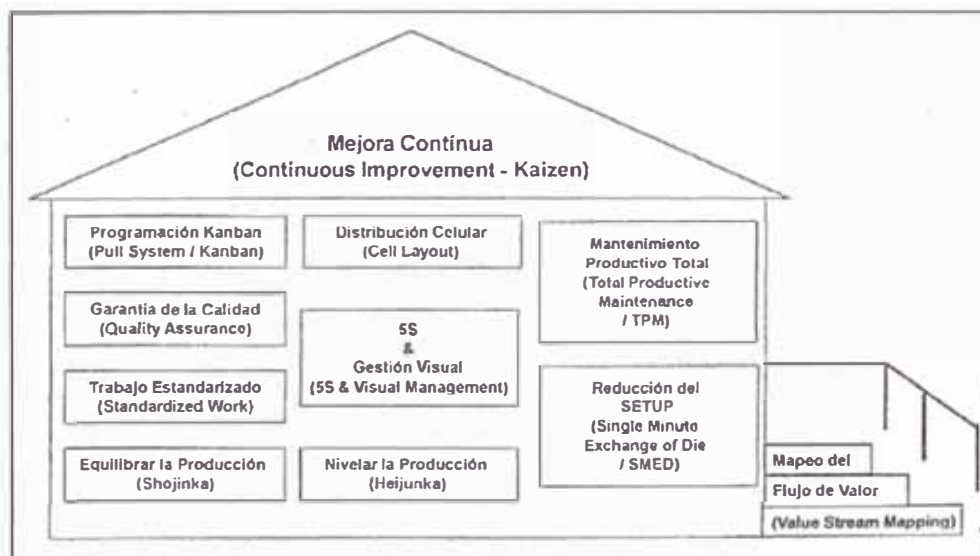 Mejora Contínua
(Continuous Improvement - Kaizen)
Programación Kanban
(Pull System / Kanban)
Garantía de la Calidad
(Quality Assurance)
Trabajo Estandarizado
(Standardized Work)
Equilibrar la Producción
(Shojinka)
Distribución Celular
(Cell Layout)
5S
&
Gestión Visual
(5S & Visual Management)
Nivelar la Producción
(Heijunka)
Mantenimiento
Productivo Total
(Total Productive
Maintenance
/ TPM)
Reducción del
SETUP
(Single Minute
Exchange of Die
/ SMED)
Mapeo del
Flujo de Valor
(Value Stream Mapping)